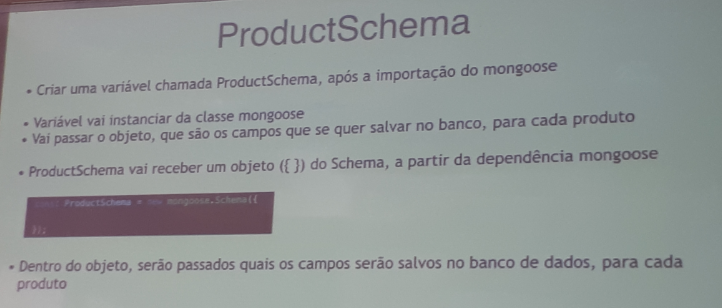 ProductSchema
• Criar uma variável chamada ProductSchema, após a importação do mongoose
• Variável vai instanciar da classe mongoose
• Vai passar o objeto, que são os campos que se quer salvar no banco, para cada produto
• ProductSchema vai receber um objeto ({ }) do Schema, a partir da dependência mongoose
ProductSchema = new mongoose.Schema({
});
• Dentro do objeto, serão passados quais os campos serão salvos no banco de dados, para cada
produto